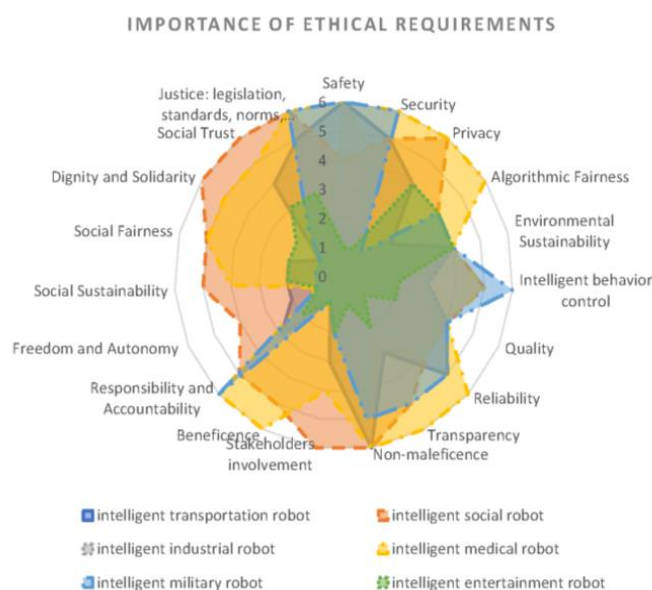 IMPORTANCE OF ETHICAL REQUIREMENTS
Safety
Justice: legislation,
standards, norms,...
Security
Social Trust
Privacy
Dignity and Solidarity
Algorithmic Fairness
Social Fairness
Environmental
Sustainability
Social Sustainability
Intelligent behavior
control
Freedom and Autonomy
Quality
Responsibility and
Accountability
Reliability
Beneficence
Transparency
Stakeholders
involvement
Non-maleficence
6
5
4
3
2
1
0
intelligent transportation robot
intelligent social robot
intelligent industrial robot
intelligent medical robot
intelligent military robot
intelligent entertainment robot